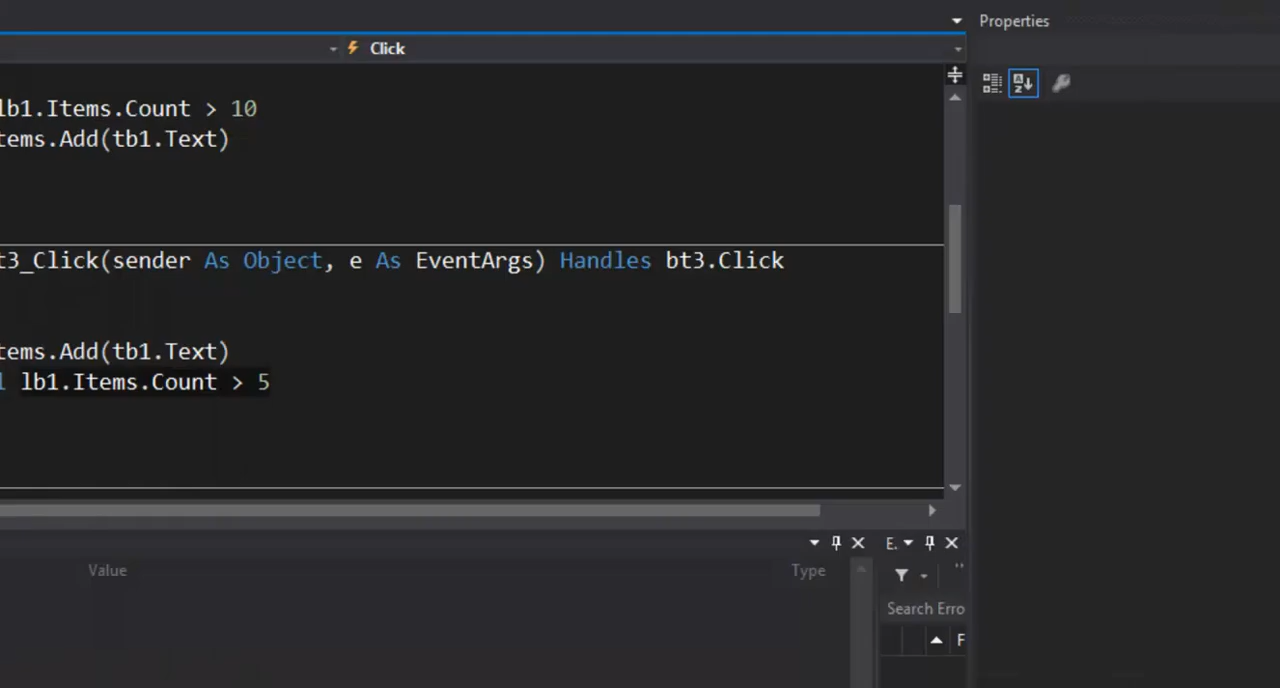 Properties
Click
lb1.Items.Count > 10
tems.Add(tb1.Text)
t3_Click(sender As Object, e As EventArgs) Handles bt3.Click
tems.Add(tb1.Text)
l lb1.Items.Count > 5
E.
Value
Type
"
Search Erro
F